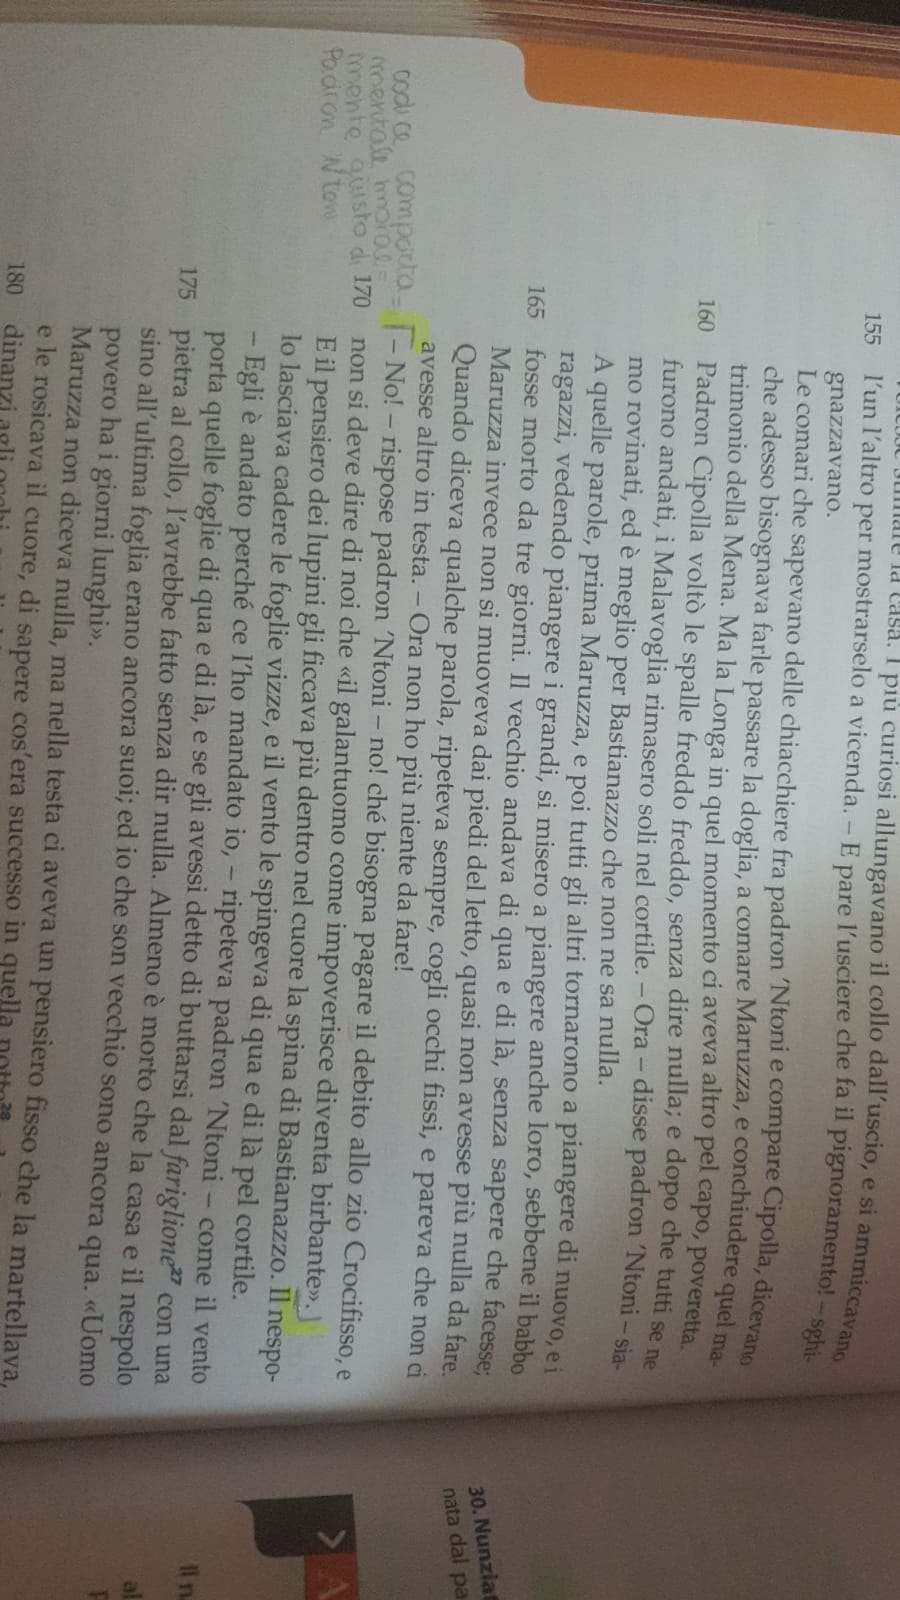 la casa. I più curiosi allungavano il collo dall'uscio, e si ammiccavano
155 l'un l'altro per mostrarselo a vicenda. – E pare l'usciere che fa il pignoramento! – sghi-
gnazzavano.
Le comari che sapevano delle chiacchiere fra padron 'Ntoni e compare Cipolla, dicevano
che adesso bisognava farle passare la doglia, a comare Maruzza, e conchiudere quel ma-
trimonio della Mena. Ma la Longa in quel momento ci aveva altro pel capo, poveretta.
160 Padron Cipolla voltò le spalle freddo freddo, senza dire nulla; e dopo che tutti se ne
furono andati, i Malavoglia rimasero soli nel cortile. – Ora – disse padron 'Ntoni – sia-
mo rovinati, ed è meglio per Bastianazzo che non ne sa nulla.
A quelle parole, prima Maruzza, e poi tutti gli altri tornarono a piangere di nuovo, e i
ragazzi, vedendo piangere i grandi, si misero a piangere anche loro, sebbene il babbo
165 fosse morto da tre giorni. Il vecchio andava di qua e di là, senza sapere che facesse;
Maruzza invece non si muoveva dai piedi del letto, quasi non avesse più nulla da fare.
Quando diceva qualche parola, ripeteva sempre, cogli occhi fissi, e pareva che non ci
avesse altro in testa. – Ora non ho più niente da fare!
– No! – rispose padron 'Ntoni – no! ché bisogna pagare il debito allo zio Crocifisso, e
170 non si deve dire di noi che «il galantuomo come impoverisce diventa birbante».
E il pensiero dei lupini gli ficcava più dentro nel cuore la spina di Bastianazzo. Il nespo-
lo lasciava cadere le foglie vizze, e il vento le spingeva di qua e di là pel cortile.
– Egli è andato perché ce l'ho mandato io, – ripeteva padron 'Ntoni – come il vento
porta quelle foglie di qua e di là, e se gli avessi detto di buttarsi dal fariglione27 con una
175 pietra al collo, l'avrebbe fatto senza dir nulla. Almeno è morto che la casa e il nespolo
sino all'ultima foglia erano ancora suoi; ed io che son vecchio sono ancora qua. «Uomo
povero ha i giorni lunghi».
Maruzza non diceva nulla, ma nella testa ci aveva un pensiero fisso che la martellava,
e le rosicava il cuore, di sapere cos'era successo in quella notte28
180 dinanzi agli occhi
codice comporta=
mentale moral=
mente giusto di
Padron 'Ntoni
30. Nunziat
nata dal pa
A
Il n
al